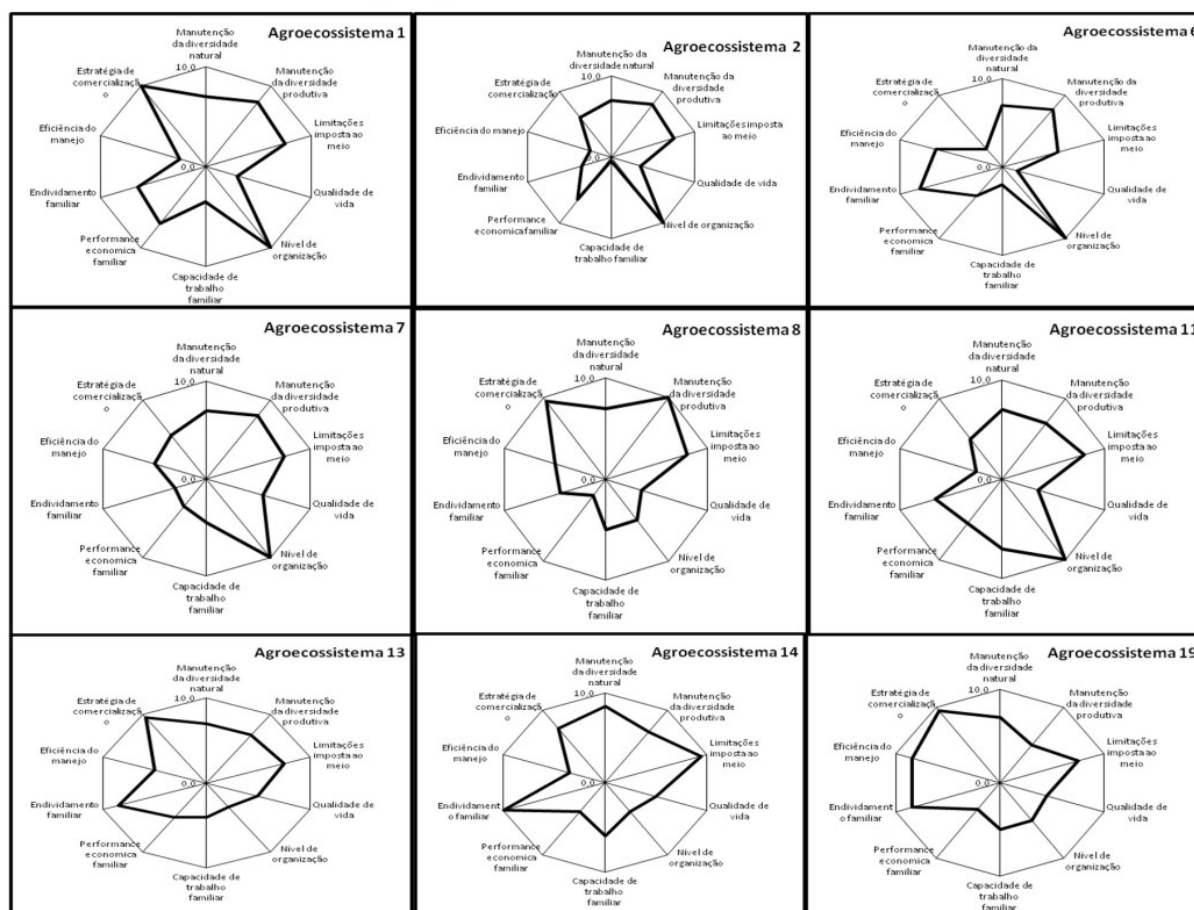 Agroecossistema 1
Manutenção
da diversidade
natural
10,0
Manutenção
da diversidade
produtiva
Limitações
imposta ao
meio
Qualidade de
vida
Nível de
organização
Capacidade de
trabalho
familiar
Performance
economica
familiar
Endividamento
familiar
Eficiência do
manejo
Estratégia de
comercializaçã
o
0,0
Agroecossistema 2
Manutenção da
diversidade natural
10,0
Manutenção da
diversidade
produtiva
Limitações imposta
ao meio
Qualidade de vida
Nível de organização
Capacidade de
trabalho familiar
Performance
economica familiar
Endividamento
familiar
Eficiência do
manejo
Estratégia de
comercialização
0,0
Agroecossistema 6
Manutenção da
diversidade
natural
10,0
Manutenção
da diversidade
produtiva
Limitações
imposta ao
meio
Qualidade de
vida
Nível de
organização
Capacidade de
trabalho
familiar
Performance
economica
familiar
Endividamento
familiar
Eficiência do
manejo
Estratégia de
comercializaçã
o
0,0
Agroecossistema 7
Manutenção
da diversidade
natural
10,0
Manutenção
da diversidade
produtiva
Limitações
imposta ao
meio
Qualidade de
vida
Nível de
organização
Capacidade de
trabalho
familiar
Performance
economica
familiar
Endividamento
familiar
Eficiência do
manejo
Estratégia de
comercializaçã
o
0,0
Agroecossistema 8
Manutenção
da diversidade
natural
10,0
Manutenção
da diversidade
produtiva
Limitações
imposta ao
meio
Qualidade de
vida
Nível de
organização
Capacidade de
trabalho
familiar
Performance
economica
familiar
Endividamento
familiar
Eficiência do
manejo
Estratégia de
comercializaçã
o
0,0
Agroecossistema 11
Manutenção
da diversidade
natural
10,0
Manutenção
da diversidade
produtiva
Limitações
imposta ao
meio
Qualidade de
vida
Nível de
organização
Capacidade de
trabalho
familiar
Performance
economica
familiar
Endividamento
familiar
Eficiência do
manejo
Estratégia de
comercializaçã
o
0,0
Agroecossistema 13
Manutenção
da diversidade
natural
10,0
Manutenção
da diversidade
produtiva
Limitações
imposta ao
meio
Qualidade de
vida
Nível de
organização
Capacidade de
trabalho
familiar
Performance
economica
familiar
Endividamento
familiar
Eficiência do
manejo
Estratégia de
comercializaçã
o
0,0
Agroecossistema 14
Manutenção
da diversidade
natural
10,0
Manutenção
da diversidade
produtiva
Limitações
imposta ao
meio
Qualidade de
vida
Nível de
organização
Capacidade de
trabalho
familiar
Performance
economica
familiar
Endividament
o familiar
Eficiência do
manejo
Estratégia de
comercializaçã
o
0,0
Agroecossistema 19
Manutenção
da diversidade
natural
10,0
Manutenção
da diversidade
produtiva
Limitações
imposta ao
meio
Qualidade de
vida
Nível de
organização
Capacidade de
trabalho
familiar
Performance
economica
familiar
Endividament
o familiar
Eficiência do
manejo
Estratégia de
comercializaçã
o
0,0